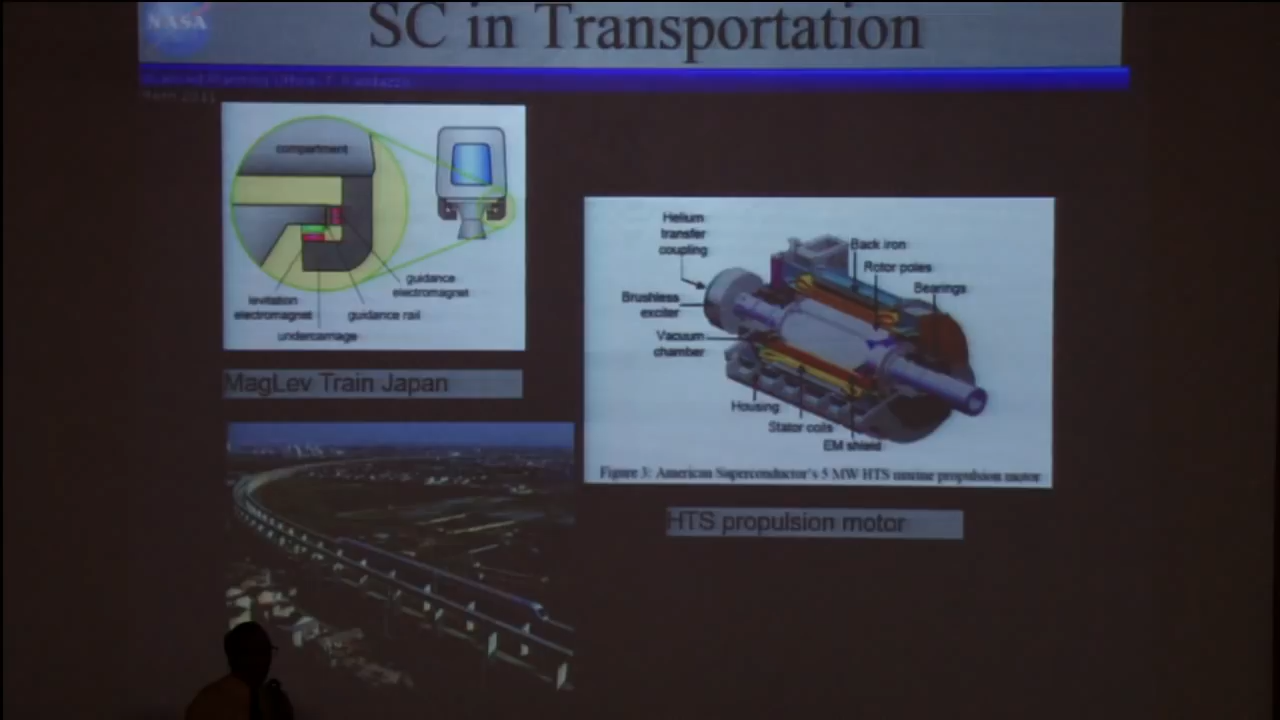 NASA
SC in Transportation
compartment
guidance
electromagnet
levitation
electromagnet
guidance rail
undercarriage
MagLev Train Japan
Helium
transfer
coupling
Back iron
Rotor poles
Bearings
Brushless
exciter
Vacuum
chamber
Housing
Stator coils
EM shield
Figure 3: American Superconductor's 5 MW HTS marine propulsion motor
HTS propulsion motor